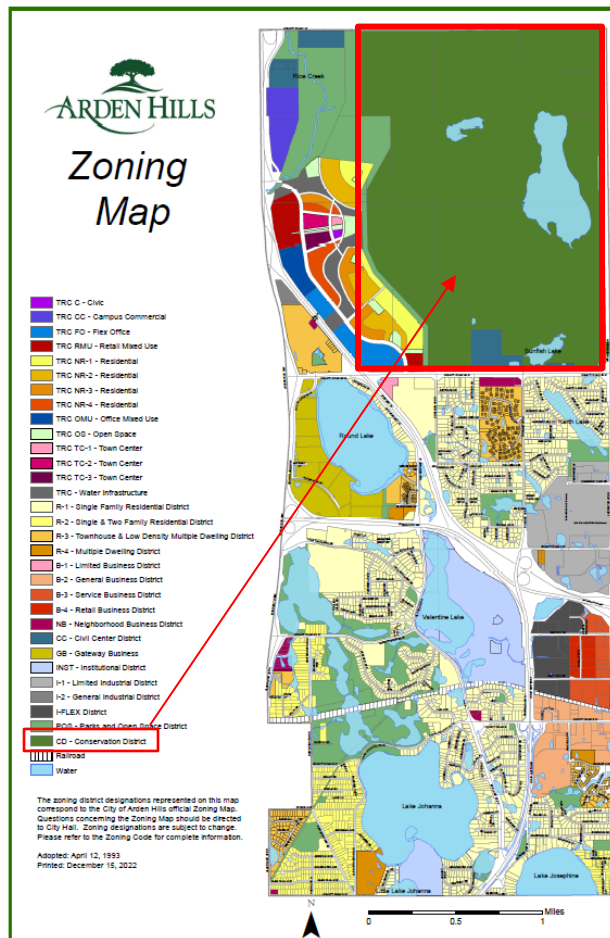 ARDEN HILLS
Zoning
Map
TRC C - Civic
TRC CC - Campus Commercial
TRC FO - Flex Office
TRC RMU - Retail Mixed Use
TRC NR-1 - Residential
TRC NR-2 - Residential
TRC NR-3 - Residential
TRC NR-4 - Residential
TRC OMU - Office Mixed Use
TRC OS - Open Space
TRC TC-1 - Town Center
TRC TC-2 - Town Center
TRC TC-3 - Town Center
TRC - Water Infrastructure
R-1 - Single Family Residential District
R-2 - Single & Two Family Residential District
R-3 - Townhouse & Low Density Multiple Dwelling District
R-4 - Multiple Dwelling District
B-1 - Limited Business District
B-2 - General Business District
B-3 - Service Business District
B-4 - Retail Business District
NB - Neighborhood Business District
CC - Civil Center District
GB - Gateway Business
INST - Institutional District
I-1 - Limited Industrial District
I-2 - General Industrial District
I-FLEX District
POS - Parks and Open Space District
CD - Conservation District
Railroad
Water
The zoning district designations represented on this map
correspond to the City of Arden Hills official Zoning Map.
Questions concerning the Zoning Map should be directed
to City Hall. Zoning designations are subject to change.
Please refer to the Zoning Code for complete information.
Adopted: April 12, 1993
Printed: December 15, 2022
Rice Creek
Sunfish Lake
Round Lake
North Lake
Valentine Lake
Lake Johanna
Little Lake Johanna
Lake Josephine
N
0 0.5 1
Miles